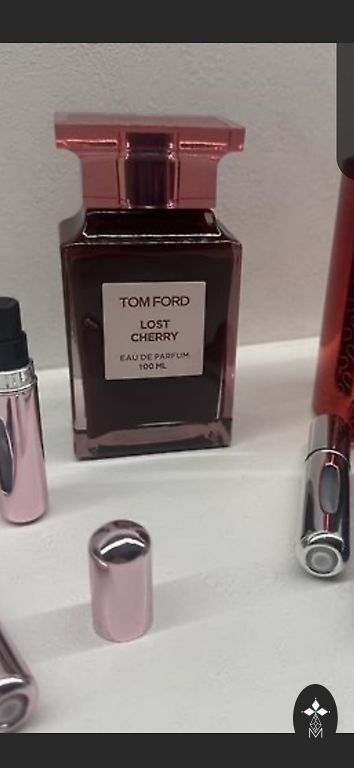 TOM FORD
LOST
CHERRY
EAU DE PARFUM
100 ML
M